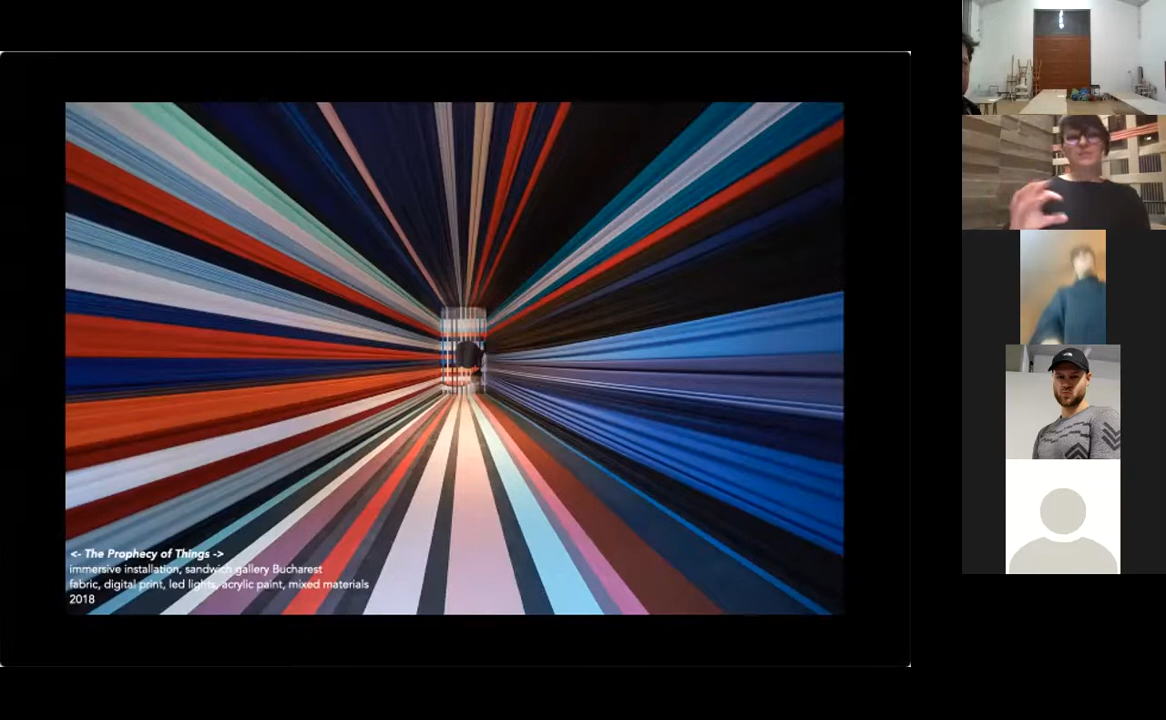 <- The Prophecy of Things ->
immersive installation, sandwich gallery Bucharest
fabric, digital print, led lights, acrylic paint, mixed materials
2018